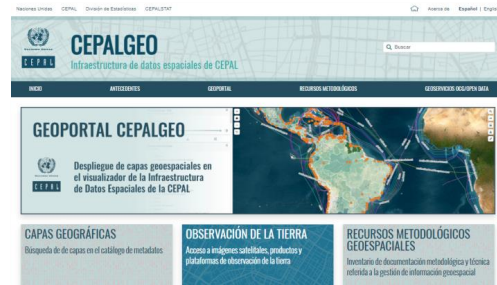 Naciones Unidas CEPAL División de Estadísticas CEPALSTAT
Acerca de Español | English
CEPAL
CEPALGEO
Infraestructura de datos espaciales de CEPAL
Buscar
INICIO ANTECEDENTES GEOPORTAL RECURSOS METODOLÓGICOS GEOSERVICIOS OCG/OPEN DATA
GEOPORTAL CEPALGEO
CEPAL
Despliegue de capas geoespaciales en
el visualizador de la Infraestructura
de Datos Espaciales de la CEPAL
CAPAS GEOGRÁFICAS
Búsqueda de de capas en el catálogo de metadatos
OBSERVACIÓN DE LA TIERRA
Acceso a imágenes satelitales, productos y
plataformas de observación de la tierra
RECURSOS METODOLÓGICOS
GEOESPACIALES
Inventario de documentación metodológica y técnica
referida a la gestión de información geoespacial